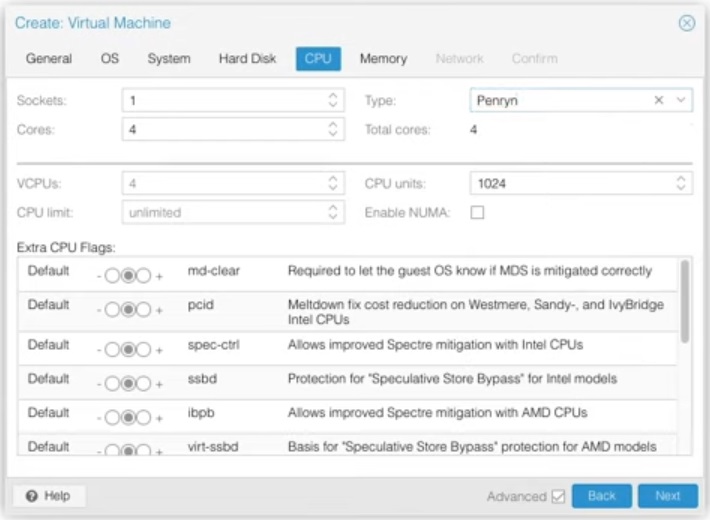 Create: Virtual Machine
General OS System Hard Disk CPU Memory Network Confirm
Sockets: 1 Type: Penryn
Cores: 4 Total cores: 4
VCPUs: 4 CPU units: 1024
CPU limit: unlimited Enable NUMA:
Extra CPU Flags:
Default - + md-clear Required to let the guest OS know if MDS is mitigated correctly
Default - + pcid Meltdown fix cost reduction on Westmere, Sandy-, and IvyBridge
Intel CPUs
Default - + spec-ctrl Allows improved Spectre mitigation with Intel CPUs
Default - + ssbd Protection for "Speculative Store Bypass" for Intel models
Default - + ibpb Allows improved Spectre mitigation with AMD CPUs
Default - + virt-ssbd Basis for "Speculative Store Bypass" protection for AMD models
Help Advanced Back Next